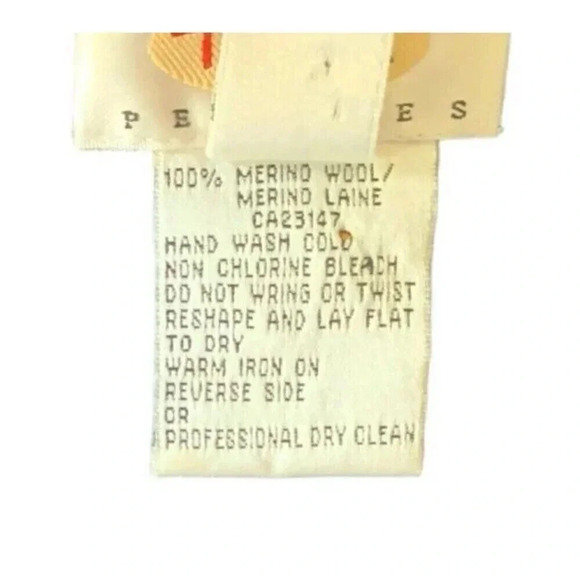 P E E S
100% MERINO WOOL/
MERINO LAINE
CA23147
HAND WASH COLD
NON CHLORINE BLEACH
DO NOT WRING OR TWIST
RESHAPE AND LAY FLAT
TO DRY
WARM IRON ON
REVERSE SIDE
OR
PROFESSIONAL DRY CLEAN